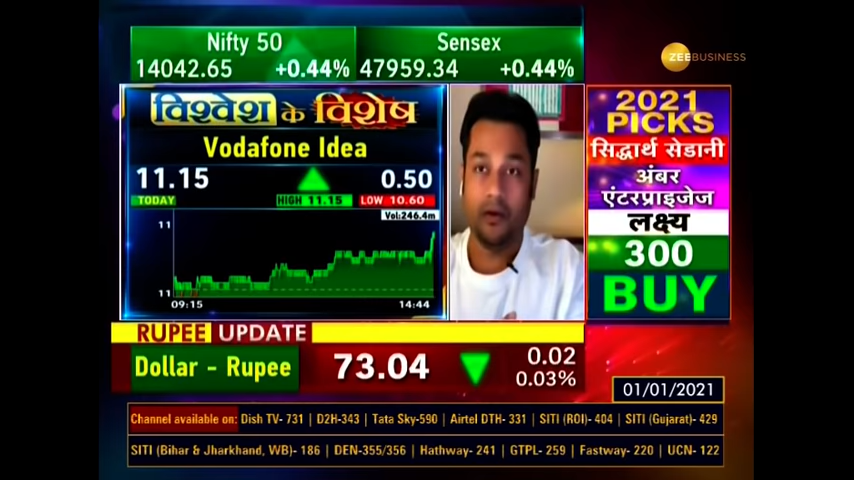 Nifty 50
14042.65 +0.44%
Sensex
47959.34 +0.44%
ZEE BUSINESS
विश्वेश के विशेष
Vodafone Idea
11.15 0.50
TODAY HIGH 11.15 LOW 10.60
Vol:246.4m
11
11
09:15 14:44
2021
PICKS
सिद्धार्थ सेडानी
अंबर
एंटरप्राइजेज
लक्ष्य
300
BUY
RUPEE UPDATE
Dollar - Rupee 73.04 0.02
0.03%
01/01/2021
Channel available on: Dish TV- 731 | D2H-343 | Tata Sky-590 | Airtel DTH- 331 | SITI (ROI)- 404 | SITI (Gujarat)- 429
SITI (Bihar & Jharkhand, WB)- 186 | DEN-355/356 | Hathway- 241 | GTPL- 259 | Fastway- 220 | UCN- 122